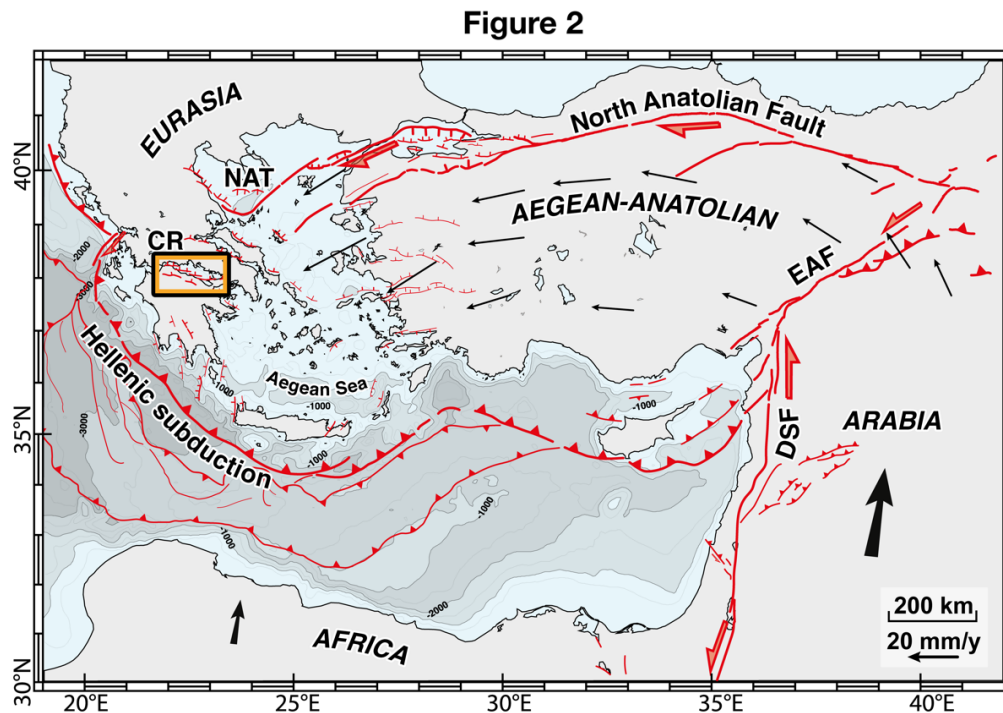 Figure 2
EURASIA
North Anatolian Fault
40°N
NAT
AEGEAN-ANATOLIAN
CR
-2000
EAF
-3000
Hellenic subduction
Aegean Sea
-1000
-1000
-1000
-3000
35°N
-1000
DSF
ARABIA
-1000
-1000
-2000
200 km
20 mm/y
AFRICA
30°N
20°E
25°E
30°E
35°E
40°E